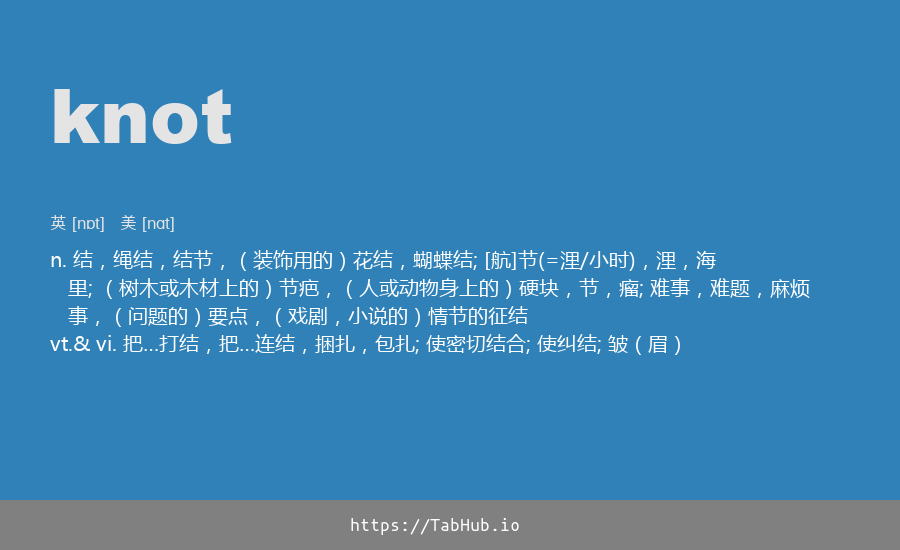 knot
英 [nɒt] 美 [nɑt]
n. 结，绳结，结节，（装饰用的）花结，蝴蝶结; [航]节(=浬/小时)，浬，海
里; （树木或木材上的）节疤，（人或动物身上的）硬块，节，瘤; 难事，难题，麻烦
事，（问题的）要点，（戏剧，小说的）情节的征结
vt.& vi. 把…打结，把…连结，捆扎，包扎; 使密切结合; 使纠结; 皱（眉）
https://TabHub.io